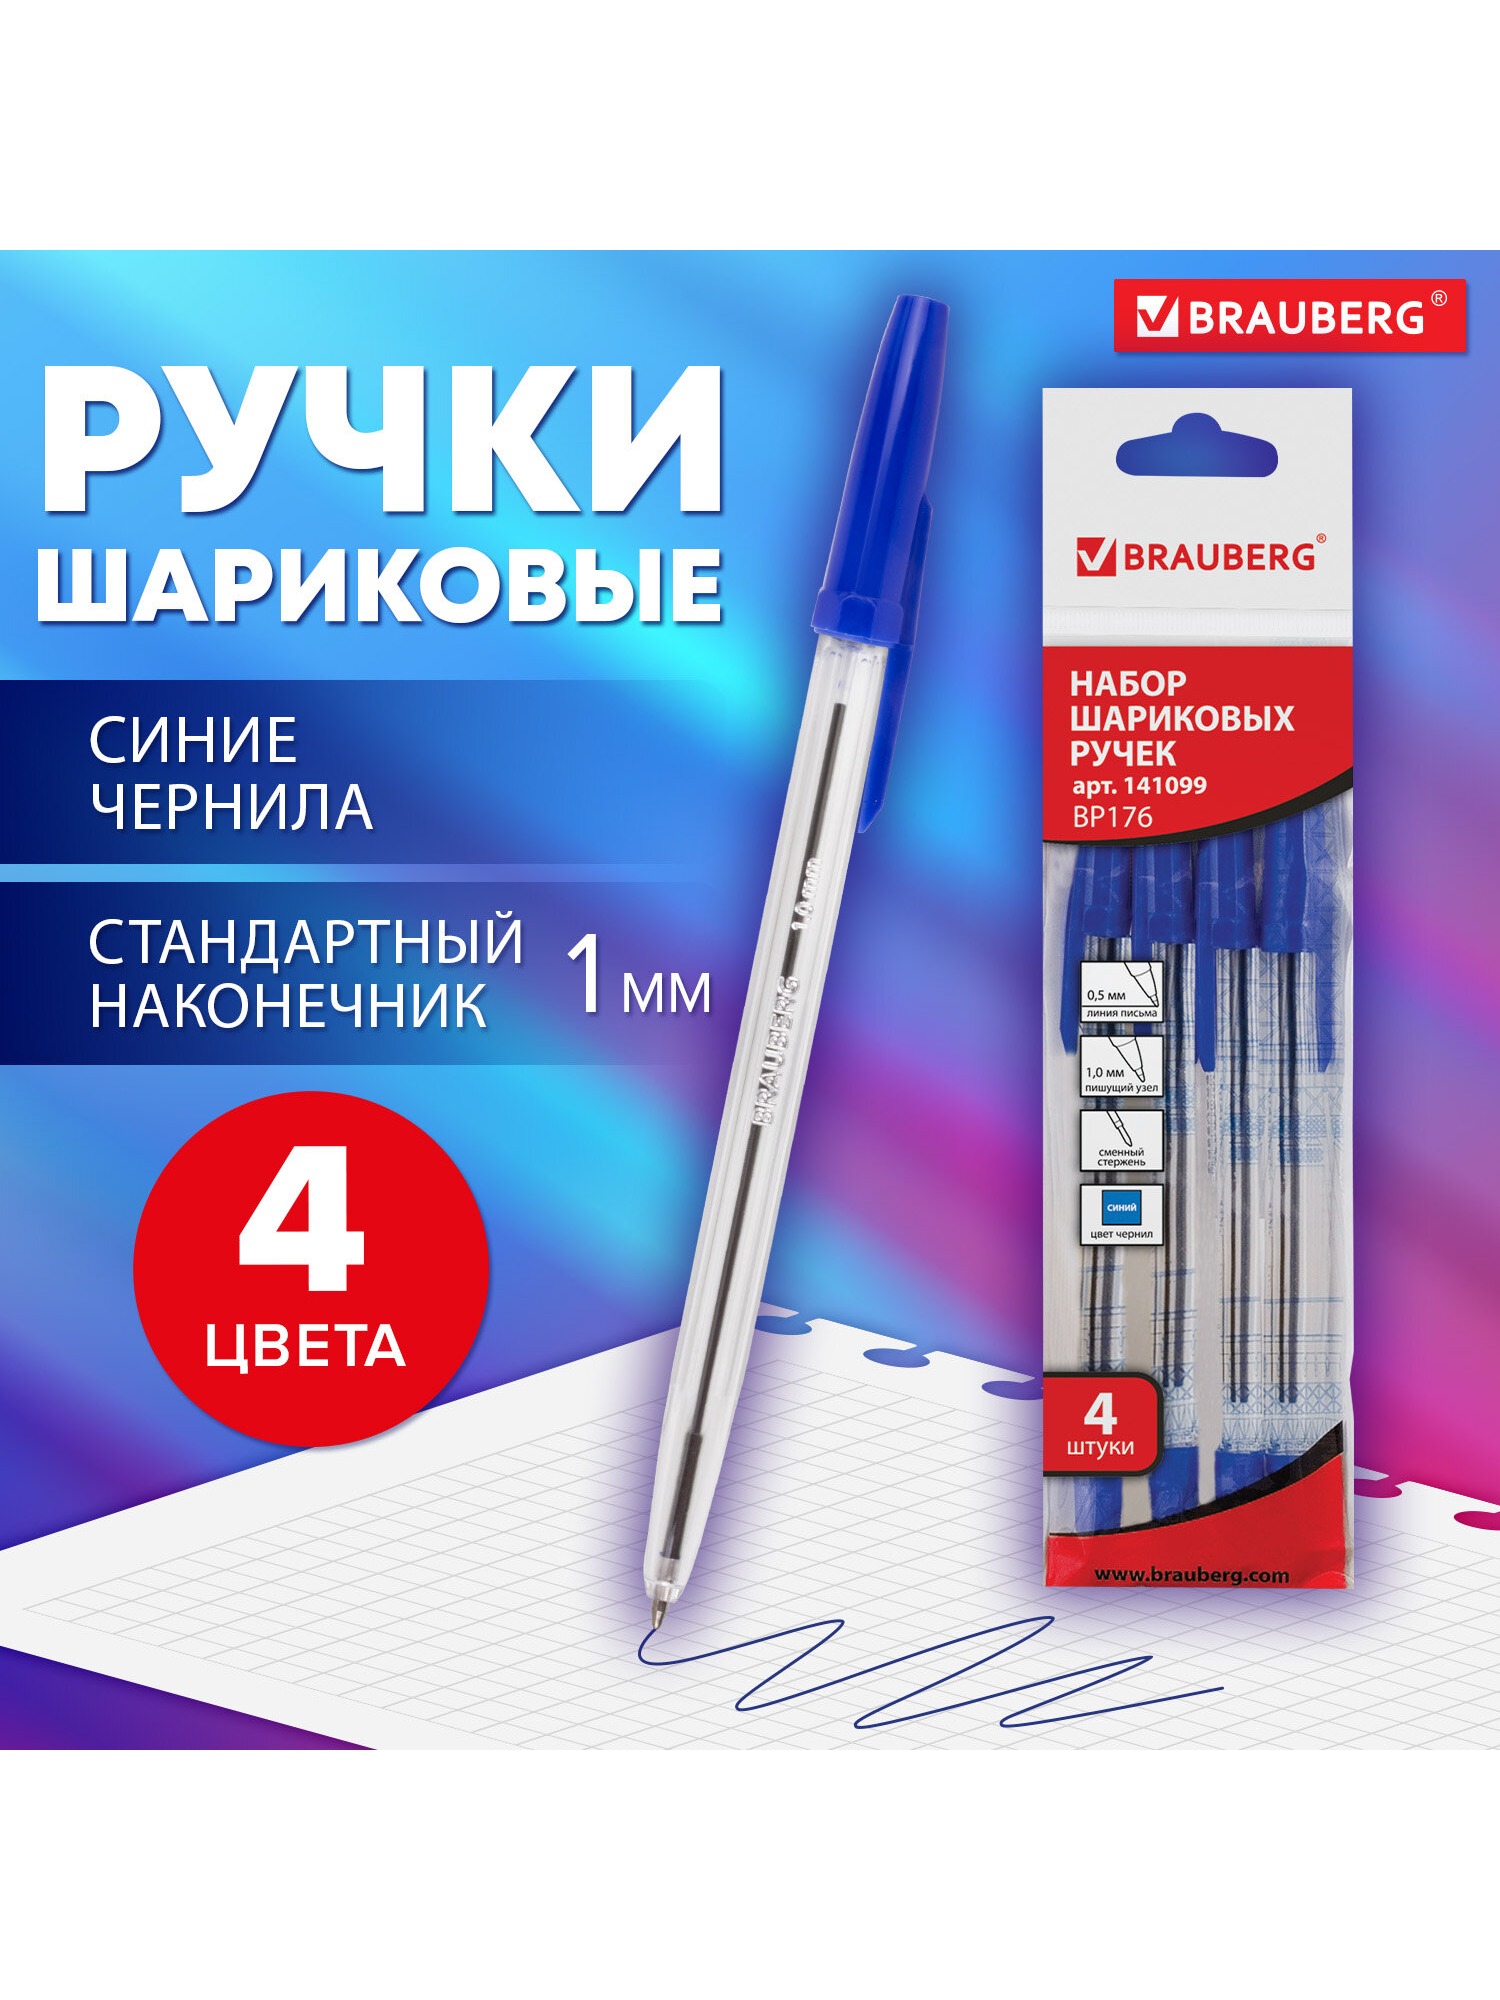 BRAUBERG®
РУЧКИ
ШАРИКОВЫЕ
СИНИЕ
ЧЕРНИЛА
СТАНДАРТНЫЙ
НАКОНЕЧНИК
1 мм
4
ЦВЕТА
BRAUBERG 1,0 mm
BRAUBERG®
НАБОР
ШАРИКОВЫХ
РУЧЕК
арт. 141099
BP176
0,5 мм
линия письма
1,0 мм
пишущий узел
сменный
стержень
синий
цвет чернил
4
штуки
www.brauberg.com